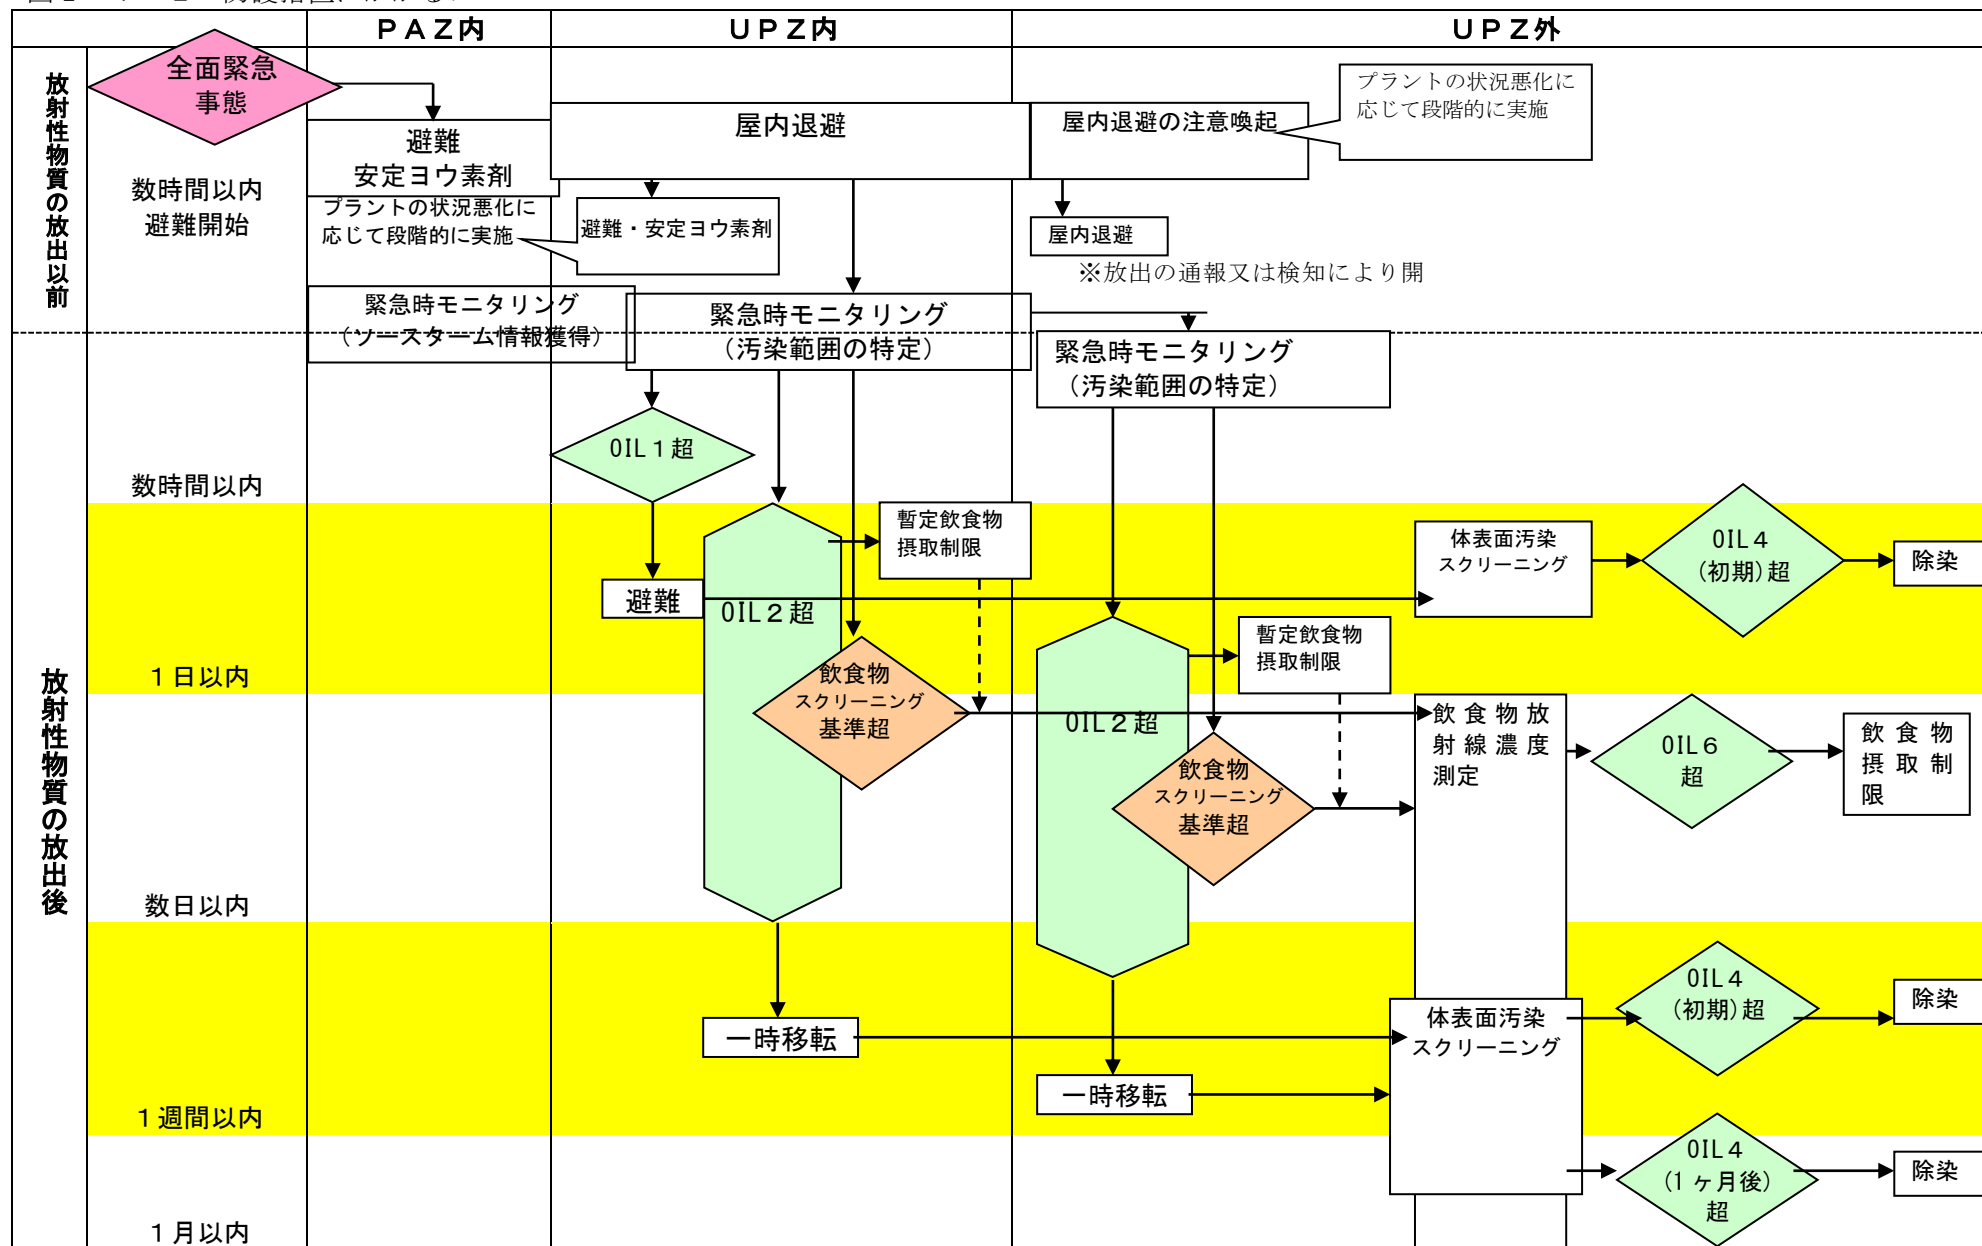 PAZ内
UPZ内
UPZ外
放射性物質の放出以前
全面緊急
事態
プラントの状況悪化に
応じて段階的に実施
避難
安定ヨウ素剤
屋内退避
屋内退避の注意喚起
数時間以内
避難開始
プラントの状況悪化に
応じて段階的に実施
避難・安定ヨウ素剤
屋内退避
※放出の通報又は検知により開
緊急時モニタリング
(ソースターム情報獲得)
緊急時モニタリング
(汚染範囲の特定)
緊急時モニタリング
(汚染範囲の特定)
放射性物質の放出後
OIL1超
数時間以内
暫定飲食物
摂取制限
体表面汚染
スクリーニング
OIL4
(初期)超
除染
避難
OIL2超
暫定飲食物
摂取制限
1日以内
飲食物
スクリーニング
基準超
OIL2超
飲食物放
射線濃度
測定
OIL6
超
飲食物
摂取制
限
飲食物
スクリーニング
基準超
数日以内
一時移転
体表面汚染
スクリーニング
OIL4
(初期)超
除染
一時移転
1週間以内
OIL4
(1ヶ月後)
超
除染
1月以内